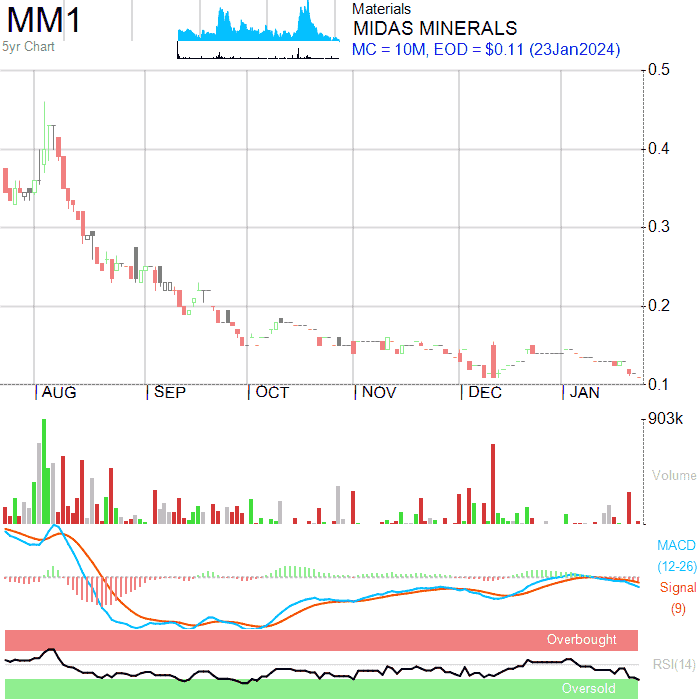 MM1
5yr Chart
Materials
MIDAS MINERALS
MC = 10M, EOD = $0.11 (23Jan2024)
0.5
0.4
0.3
0.2
0.1
AUG SEP OCT NOV DEC JAN
903k
Volume
MACD
(12-26)
Signal
(9)
Overbought
RSI(14)
Oversold